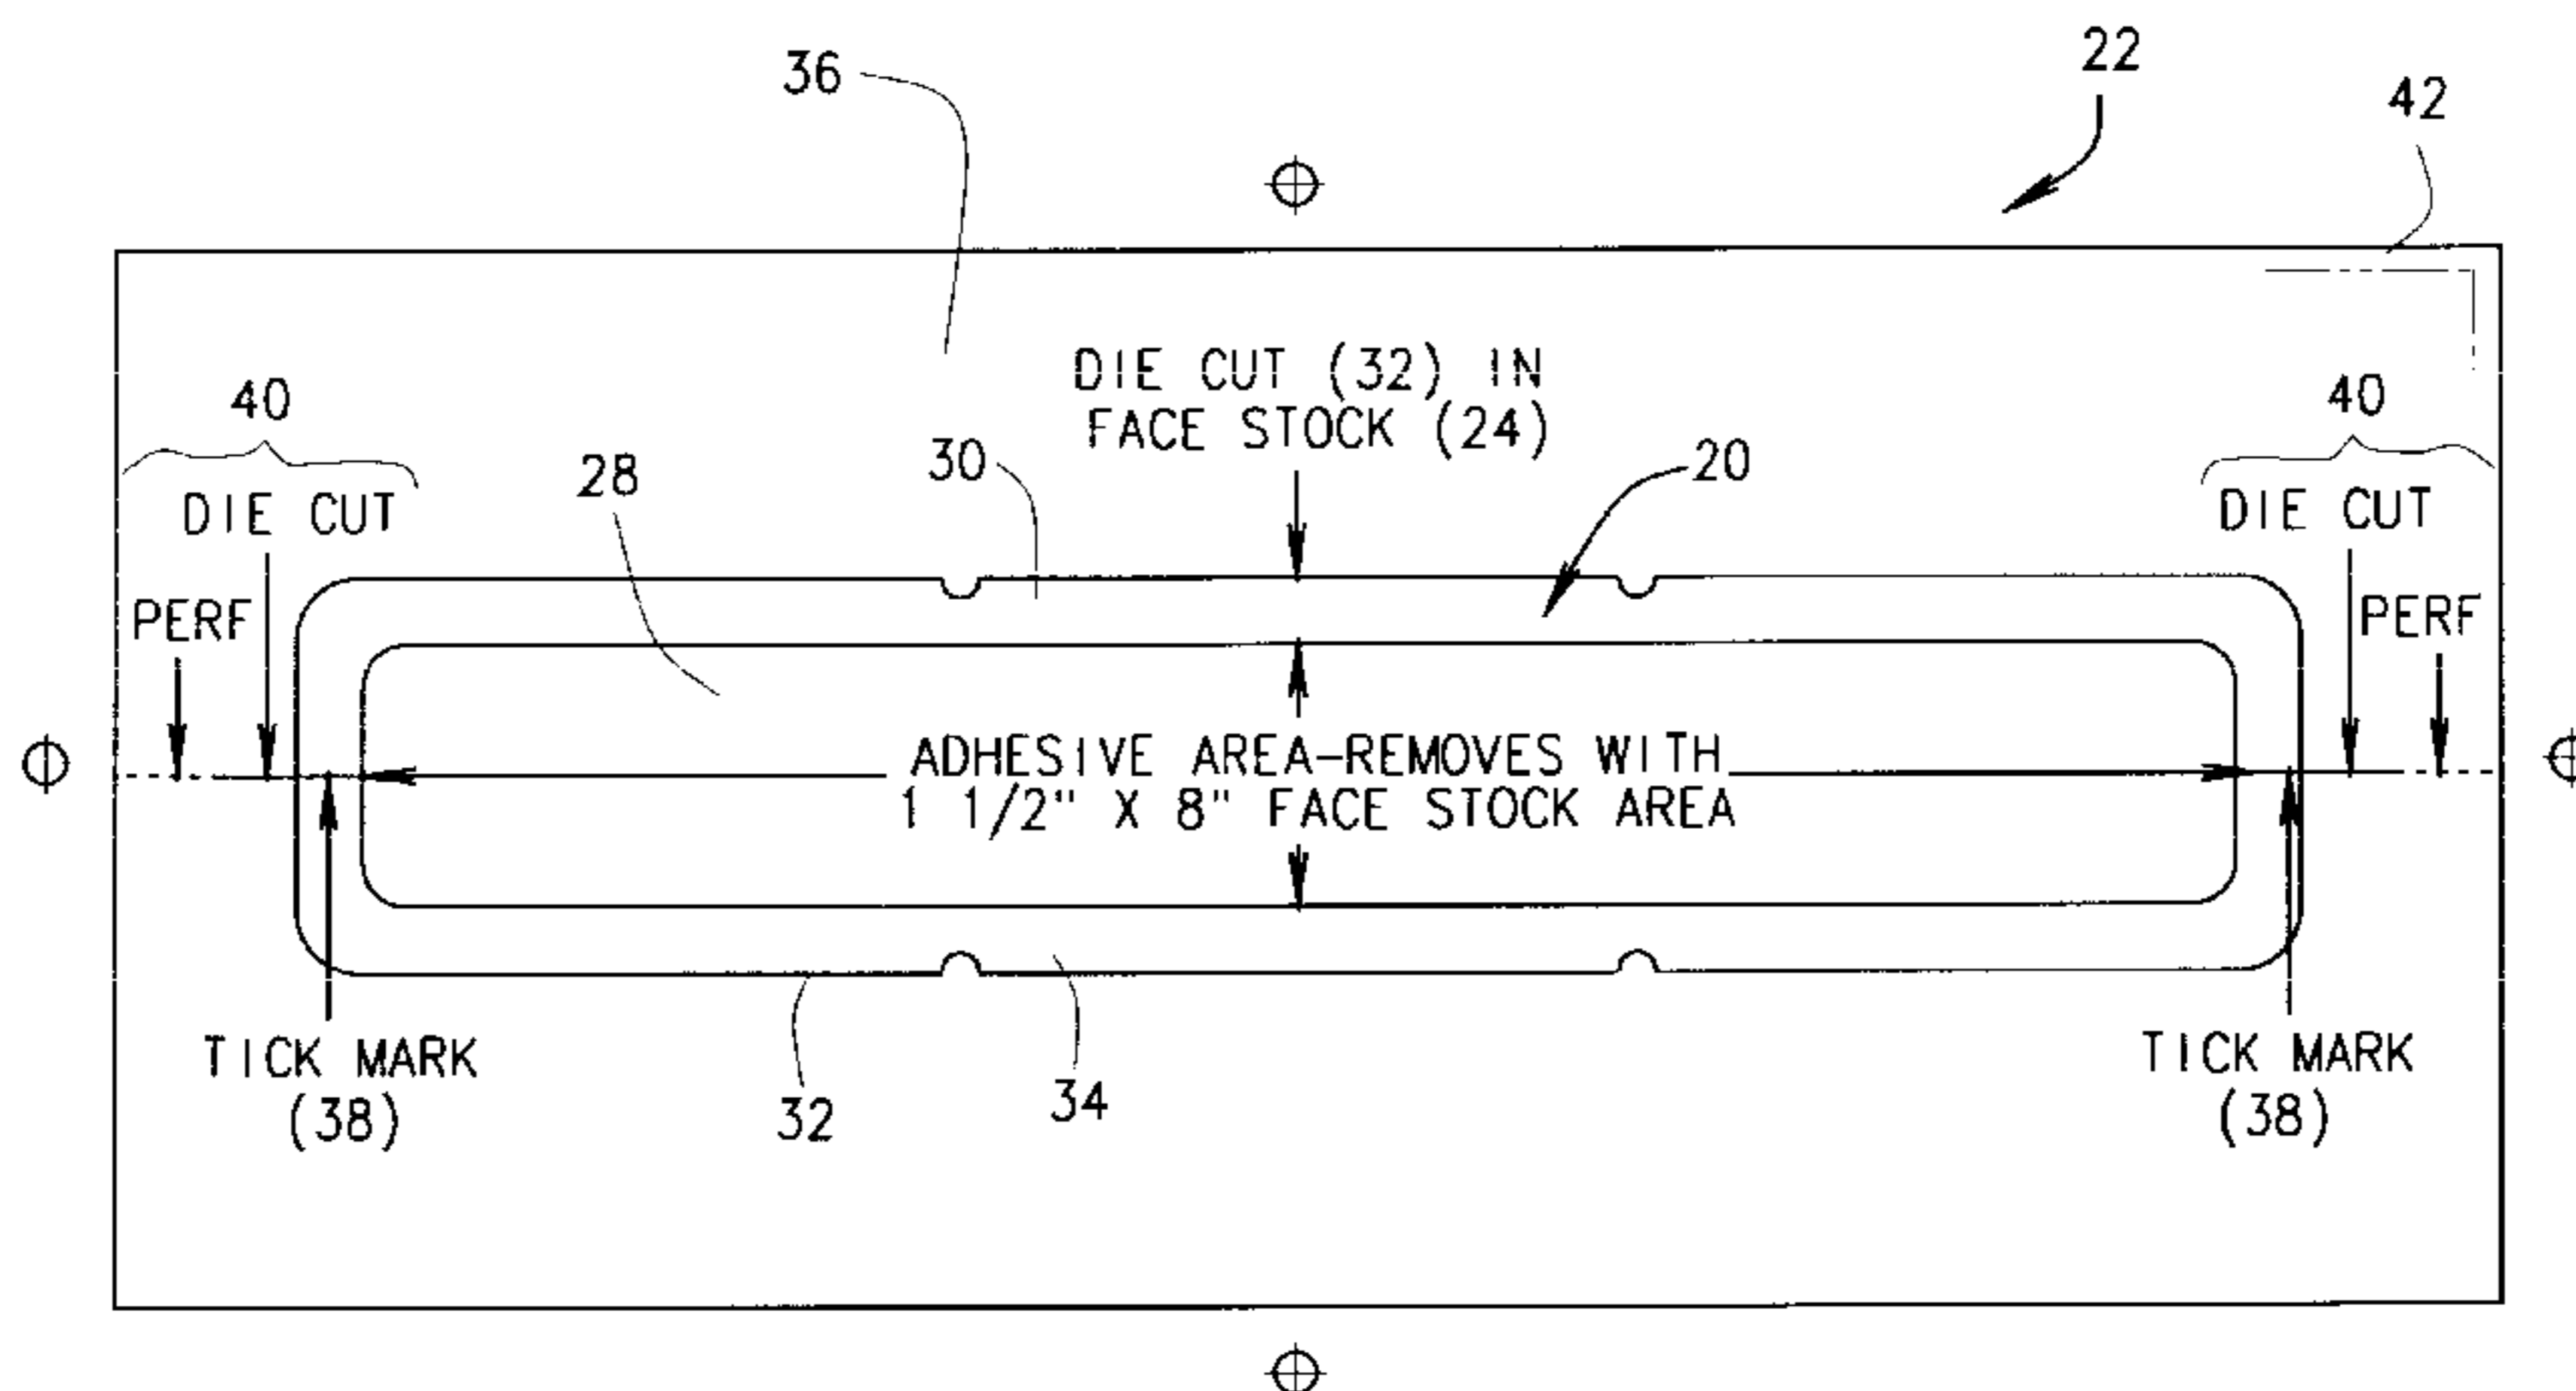 22
36
42
DIE CUT (32) IN
FACE STOCK (24)
40
40
30
20
28
DIE CUT
DIE CUT
PERF
PERF
ADHESIVE AREA-REMOVES WITH
1 1/2" X 8" FACE STOCK AREA
TICK MARK
(38)
32
34
TICK MARK
(38)